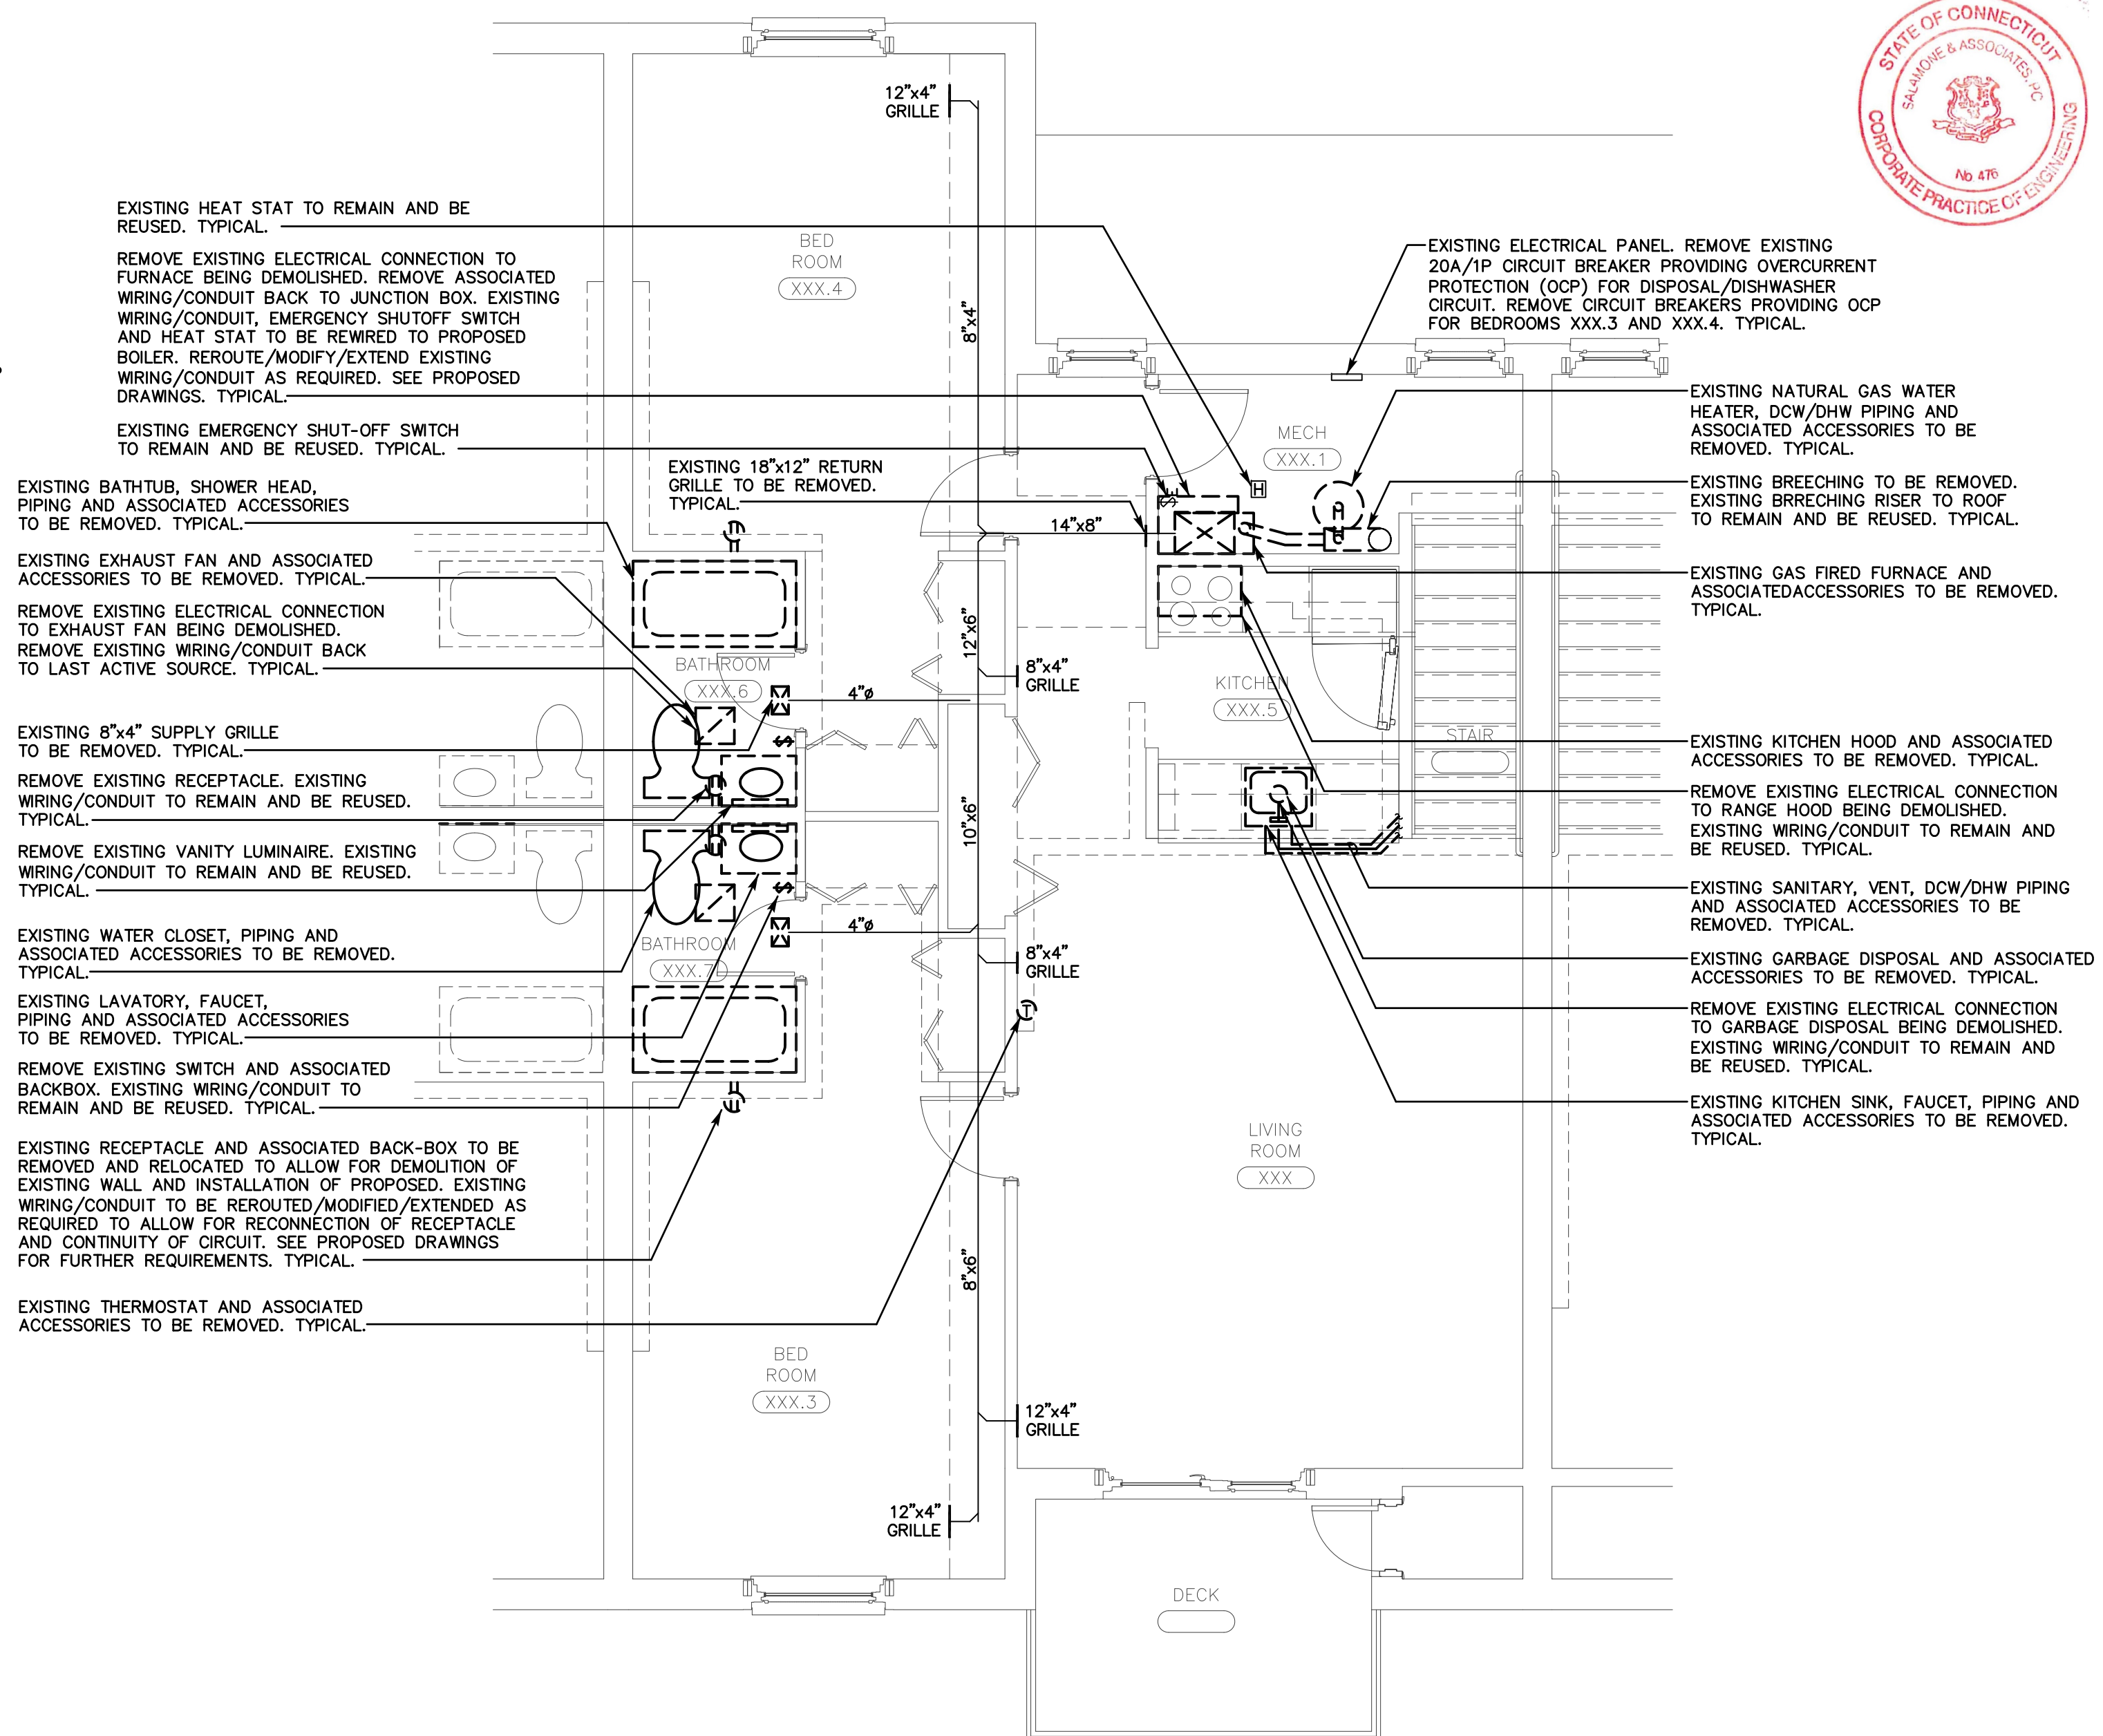 STATE OF CONNECTICUT
SALAMONE & ASSOCIATES, PC
No 476
CORPORATE PRACTICE OF ENGINEERING
12"x4"
GRILLE
EXISTING HEAT STAT TO REMAIN AND BE
REUSED. TYPICAL.
REMOVE EXISTING ELECTRICAL CONNECTION TO
FURNACE BEING DEMOLISHED. REMOVE ASSOCIATED
WIRING/CONDUIT BACK TO JUNCTION BOX. EXISTING
WIRING/CONDUIT, EMERGENCY SHUTOFF SWITCH
AND HEAT STAT TO BE REWIRED TO PROPOSED
BOILER. REROUTE/MODIFY/EXTEND EXISTING
WIRING/CONDUIT AS REQUIRED. SEE PROPOSED
DRAWINGS. TYPICAL.
EXISTING EMERGENCY SHUT-OFF SWITCH
TO REMAIN AND BE REUSED. TYPICAL.
EXISTING BATHTUB, SHOWER HEAD,
PIPING AND ASSOCIATED ACCESSORIES
TO BE REMOVED. TYPICAL.
EXISTING EXHAUST FAN AND ASSOCIATED
ACCESSORIES TO BE REMOVED. TYPICAL.
REMOVE EXISTING ELECTRICAL CONNECTION
TO EXHAUST FAN BEING DEMOLISHED.
REMOVE EXISTING WIRING/CONDUIT BACK
TO LAST ACTIVE SOURCE. TYPICAL.
EXISTING 8"x4" SUPPLY GRILLE
TO BE REMOVED. TYPICAL.
REMOVE EXISTING RECEPTACLE. EXISTING
WIRING/CONDUIT TO REMAIN AND BE REUSED.
TYPICAL.
REMOVE EXISTING VANITY LUMINAIRE. EXISTING
WIRING/CONDUIT TO REMAIN AND BE REUSED.
TYPICAL.
EXISTING WATER CLOSET, PIPING AND
ASSOCIATED ACCESSORIES TO BE REMOVED.
TYPICAL.
EXISTING LAVATORY, FAUCET,
PIPING AND ASSOCIATED ACCESSORIES
TO BE REMOVED. TYPICAL.
REMOVE EXISTING SWITCH AND ASSOCIATED
BACKBOX. EXISTING WIRING/CONDUIT TO
REMAIN AND BE REUSED. TYPICAL.
EXISTING RECEPTACLE AND ASSOCIATED BACK-BOX TO BE
REMOVED AND RELOCATED TO ALLOW FOR DEMOLITION OF
EXISTING WALL AND INSTALLATION OF PROPOSED. EXISTING
WIRING/CONDUIT TO BE REROUTED/MODIFIED/EXTENDED AS
REQUIRED TO ALLOW FOR RECONNECTION OF RECEPTACLE
AND CONTINUITY OF CIRCUIT. SEE PROPOSED DRAWINGS
FOR FURTHER REQUIREMENTS. TYPICAL.
EXISTING THERMOSTAT AND ASSOCIATED
ACCESSORIES TO BE REMOVED. TYPICAL.
BED
ROOM
XXX.4
8"x4"
EXISTING 18"x12" RETURN
GRILLE TO BE REMOVED.
TYPICAL.
14"x8"
MECH
XXX.1
H
$E
12"x6"
8"x4"
GRILLE
BATHROOM
XXX.6
4"ø
$
KITCHEN
XXX.5
STAIR
10"x6"
$
4"ø
BATHROOM
XXX.7
8"x4"
GRILLE
T
LIVING
ROOM
XXX
8"x6"
BED
ROOM
XXX.3
12"x4"
GRILLE
12"x4"
GRILLE
DECK
EXISTING ELECTRICAL PANEL. REMOVE EXISTING
20A/1P CIRCUIT BREAKER PROVIDING OVERCURRENT
PROTECTION (OCP) FOR DISPOSAL/DISHWASHER
CIRCUIT. REMOVE CIRCUIT BREAKERS PROVIDING OCP
FOR BEDROOMS XXX.3 AND XXX.4. TYPICAL.
EXISTING NATURAL GAS WATER
HEATER, DCW/DHW PIPING AND
ASSOCIATED ACCESSORIES TO BE
REMOVED. TYPICAL.
EXISTING BREECHING TO BE REMOVED.
EXISTING BRRECHING RISER TO ROOF
TO REMAIN AND BE REUSED. TYPICAL.
EXISTING GAS FIRED FURNACE AND
ASSOCIATEDACCESSORIES TO BE REMOVED.
TYPICAL.
EXISTING KITCHEN HOOD AND ASSOCIATED
ACCESSORIES TO BE REMOVED. TYPICAL.
REMOVE EXISTING ELECTRICAL CONNECTION
TO RANGE HOOD BEING DEMOLISHED.
EXISTING WIRING/CONDUIT TO REMAIN AND
BE REUSED. TYPICAL.
EXISTING SANITARY, VENT, DCW/DHW PIPING
AND ASSOCIATED ACCESSORIES TO BE
REMOVED. TYPICAL.
EXISTING GARBAGE DISPOSAL AND ASSOCIATED
ACCESSORIES TO BE REMOVED. TYPICAL.
REMOVE EXISTING ELECTRICAL CONNECTION
TO GARBAGE DISPOSAL BEING DEMOLISHED.
EXISTING WIRING/CONDUIT TO REMAIN AND
BE REUSED. TYPICAL.
EXISTING KITCHEN SINK, FAUCET, PIPING AND
ASSOCIATED ACCESSORIES TO BE REMOVED.
TYPICAL.